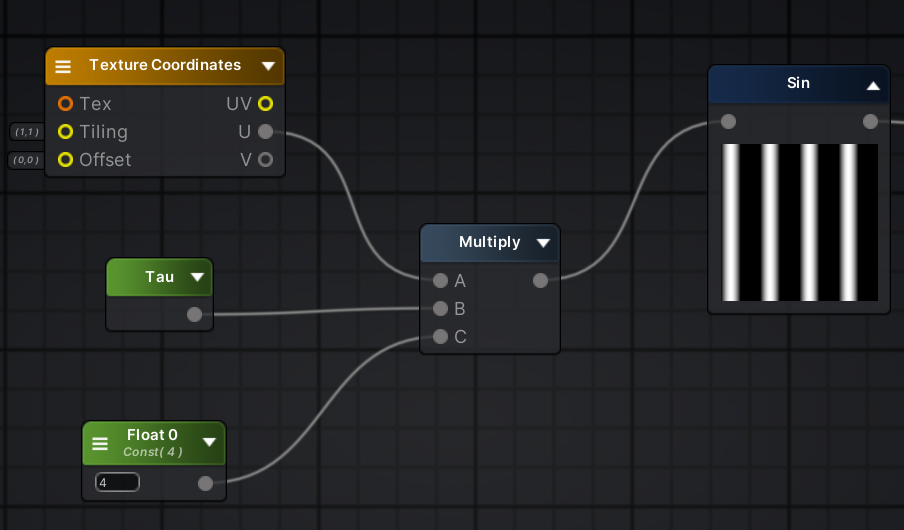 Texture Coordinates
Tex UV
(1,1) Tiling U
(0,0) Offset V
Sin
Multiply
A
B
C
Tau
Float 0
Const( 4 )
4